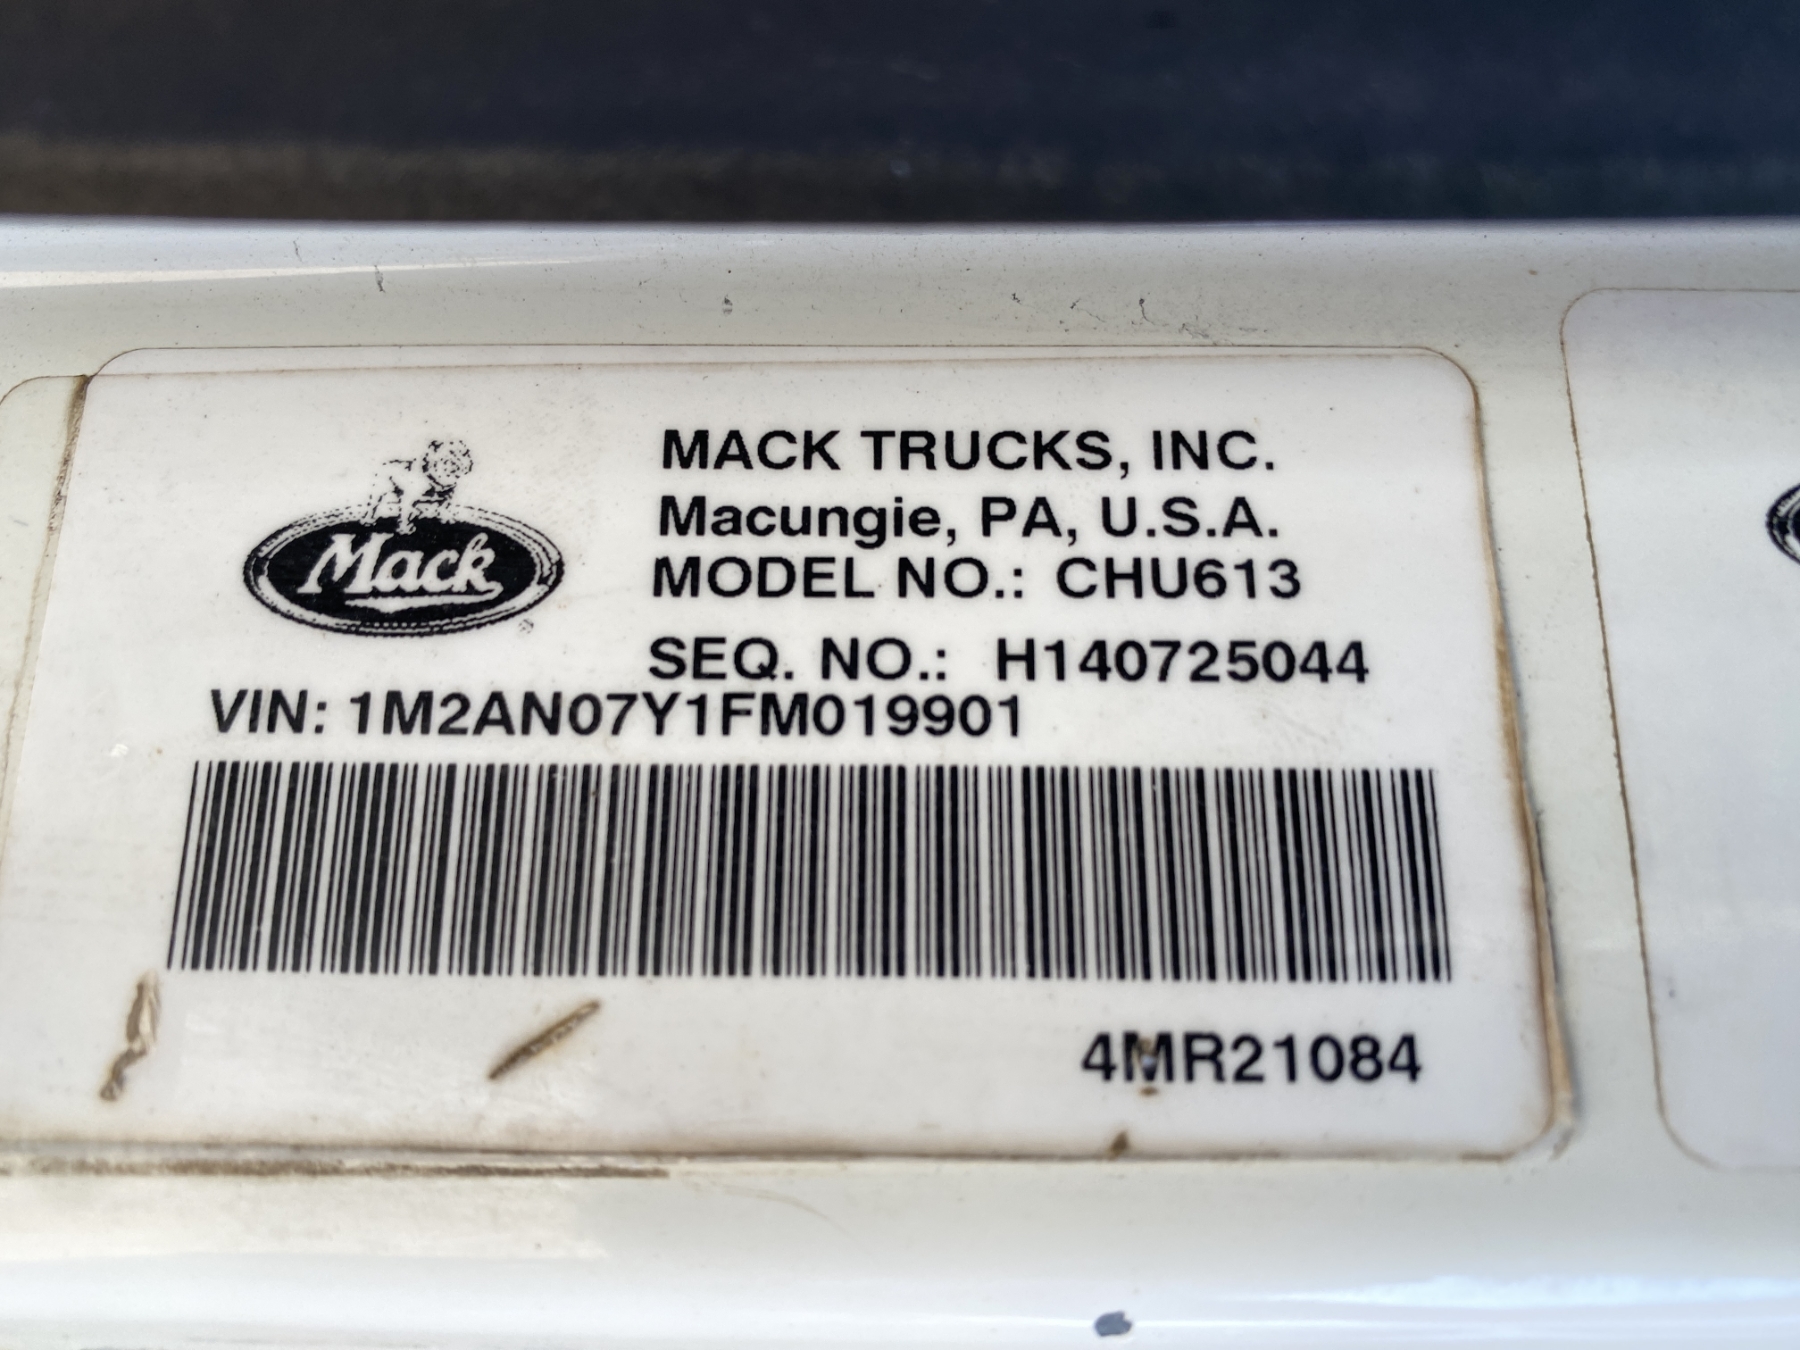 MACK TRUCKS, INC.
Macungie, PA, U.S.A.
Mack
®
MODEL NO.: CHU613
SEQ. NO.: H140725044
VIN: 1M2AN07Y1FM019901
4MR21084